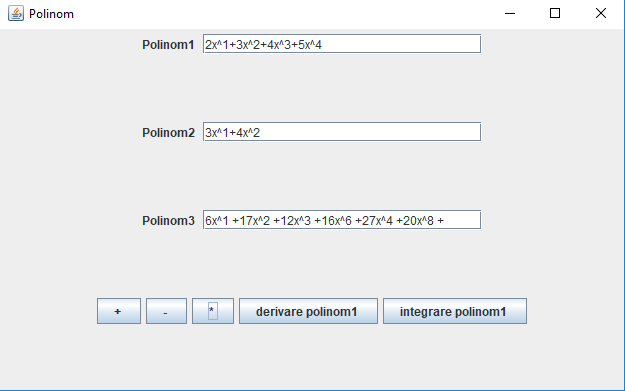 Polinom
Polinom1 2x^1+3x^2+4x^3+5x^4
Polinom2 3x^1+4x^2
Polinom3 6x^1 +17x^2 +12x^3 +16x^6 +27x^4 +20x^8 +
+ - * derivare polinom1 integrare polinom1